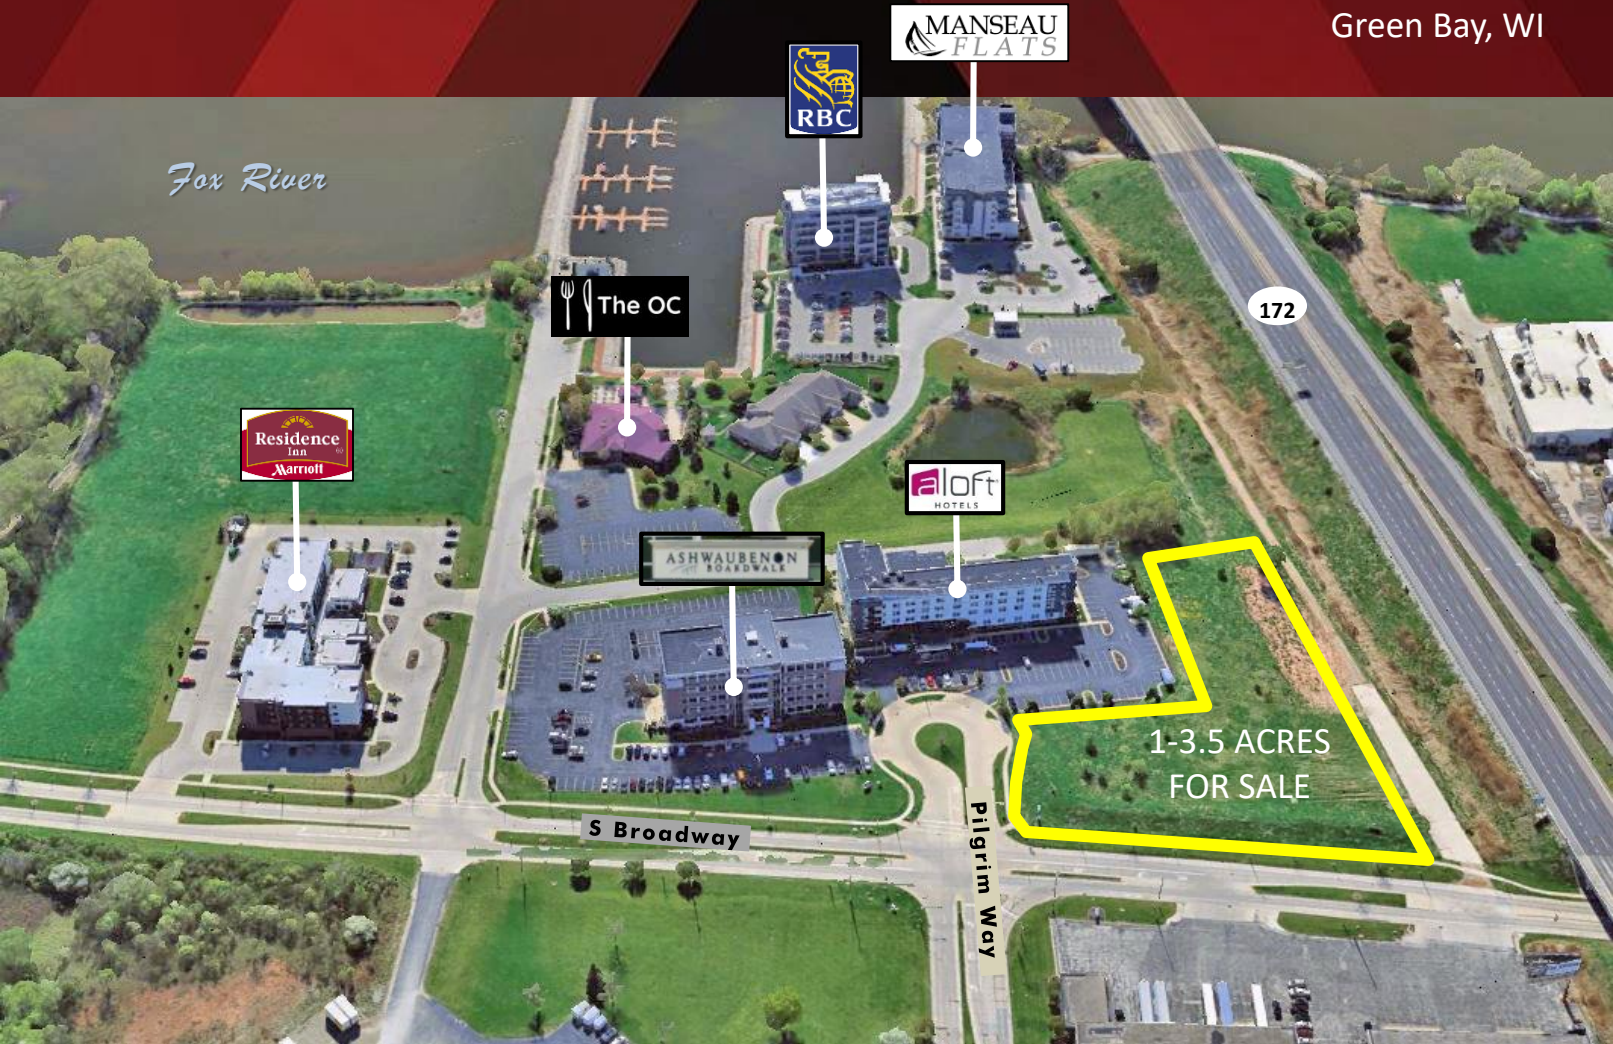 Green Bay, WI
MANSEAU
FLATS
RBC
Fox River
The OC
172
Residence
Inn
Marriott
aloft
HOTELS
ASHWAUBENON
BOARDWALK
1-3.5 ACRES
FOR SALE
S Broadway
Pilgrim Way